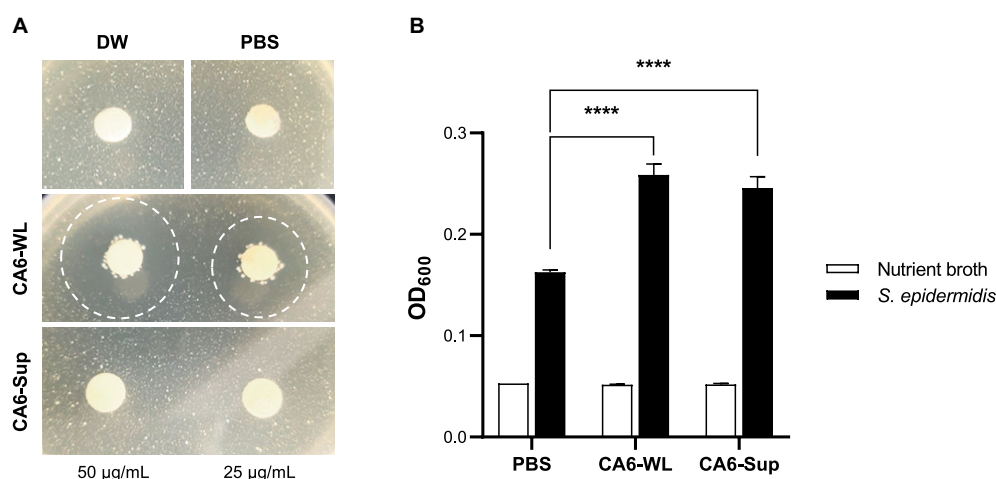 A
DW
PBS
CA6-WL
CA6-Sup
50 µg/mL
25 µg/mL
B
****
****
0.3
0.2
0.1
0.0
OD600
PBS
CA6-WL
CA6-Sup
Nutrient broth
S. epidermidis